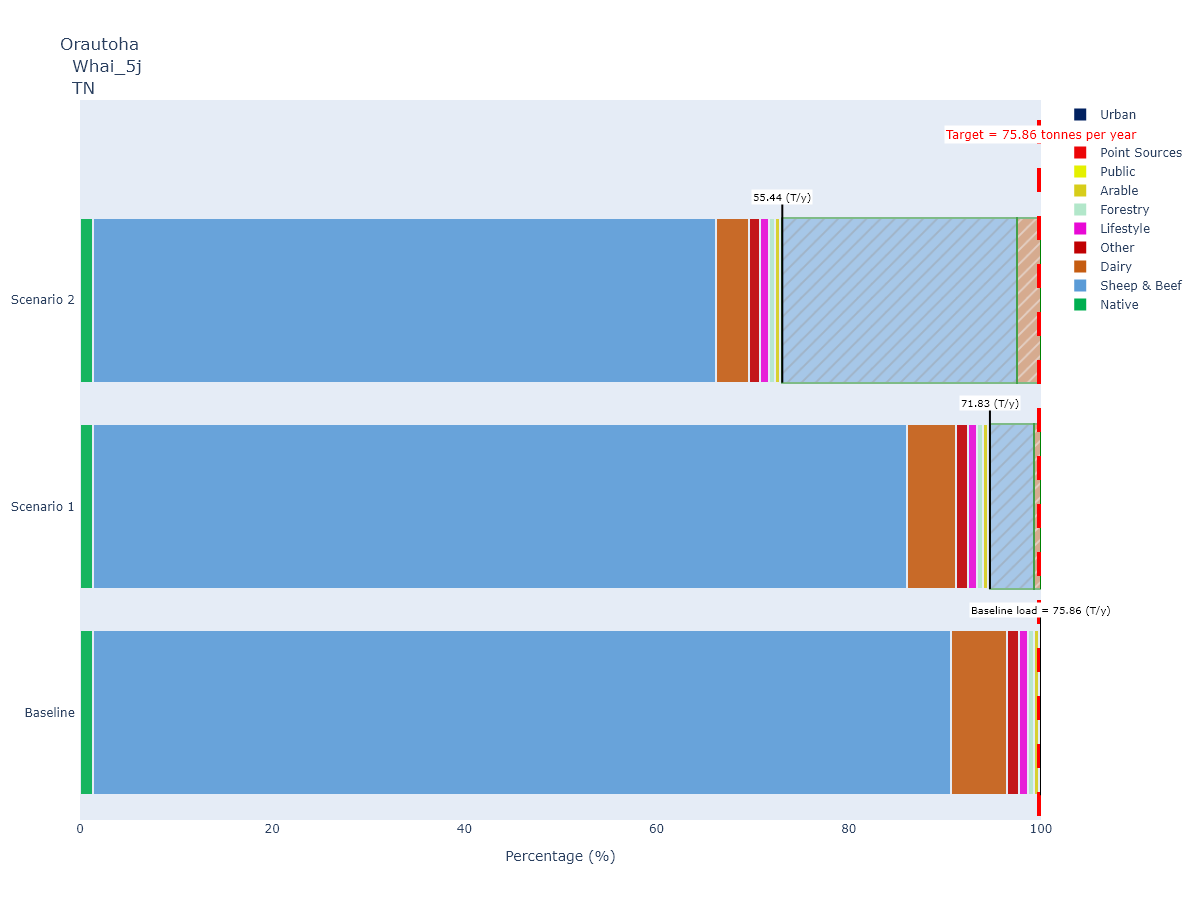 Orautoha
Whai_5j
TN
Urban
Target = 75.86 tonnes per year
Point Sources
Public
Arable
Forestry
Lifestyle
Other
Dairy
Sheep & Beef
Native
55.44 (T/y)
Scenario 2
71.83 (T/y)
Scenario 1
Baseline load = 75.86 (T/y)
Baseline
0 20 40 60 80 100
Percentage (%)